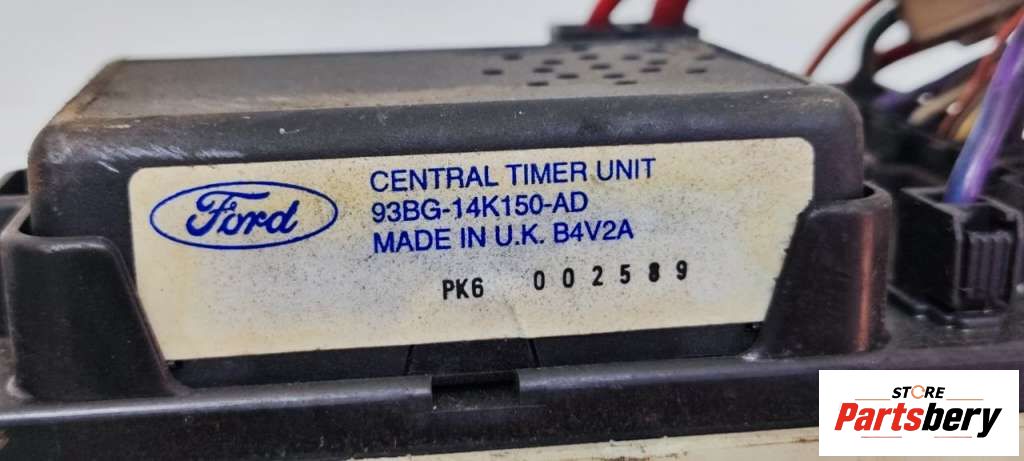 Ford
CENTRAL TIMER UNIT
93BG-14K150-AD
MADE IN U.K. B4V2A
PK6 002589
STORE
Partsbery